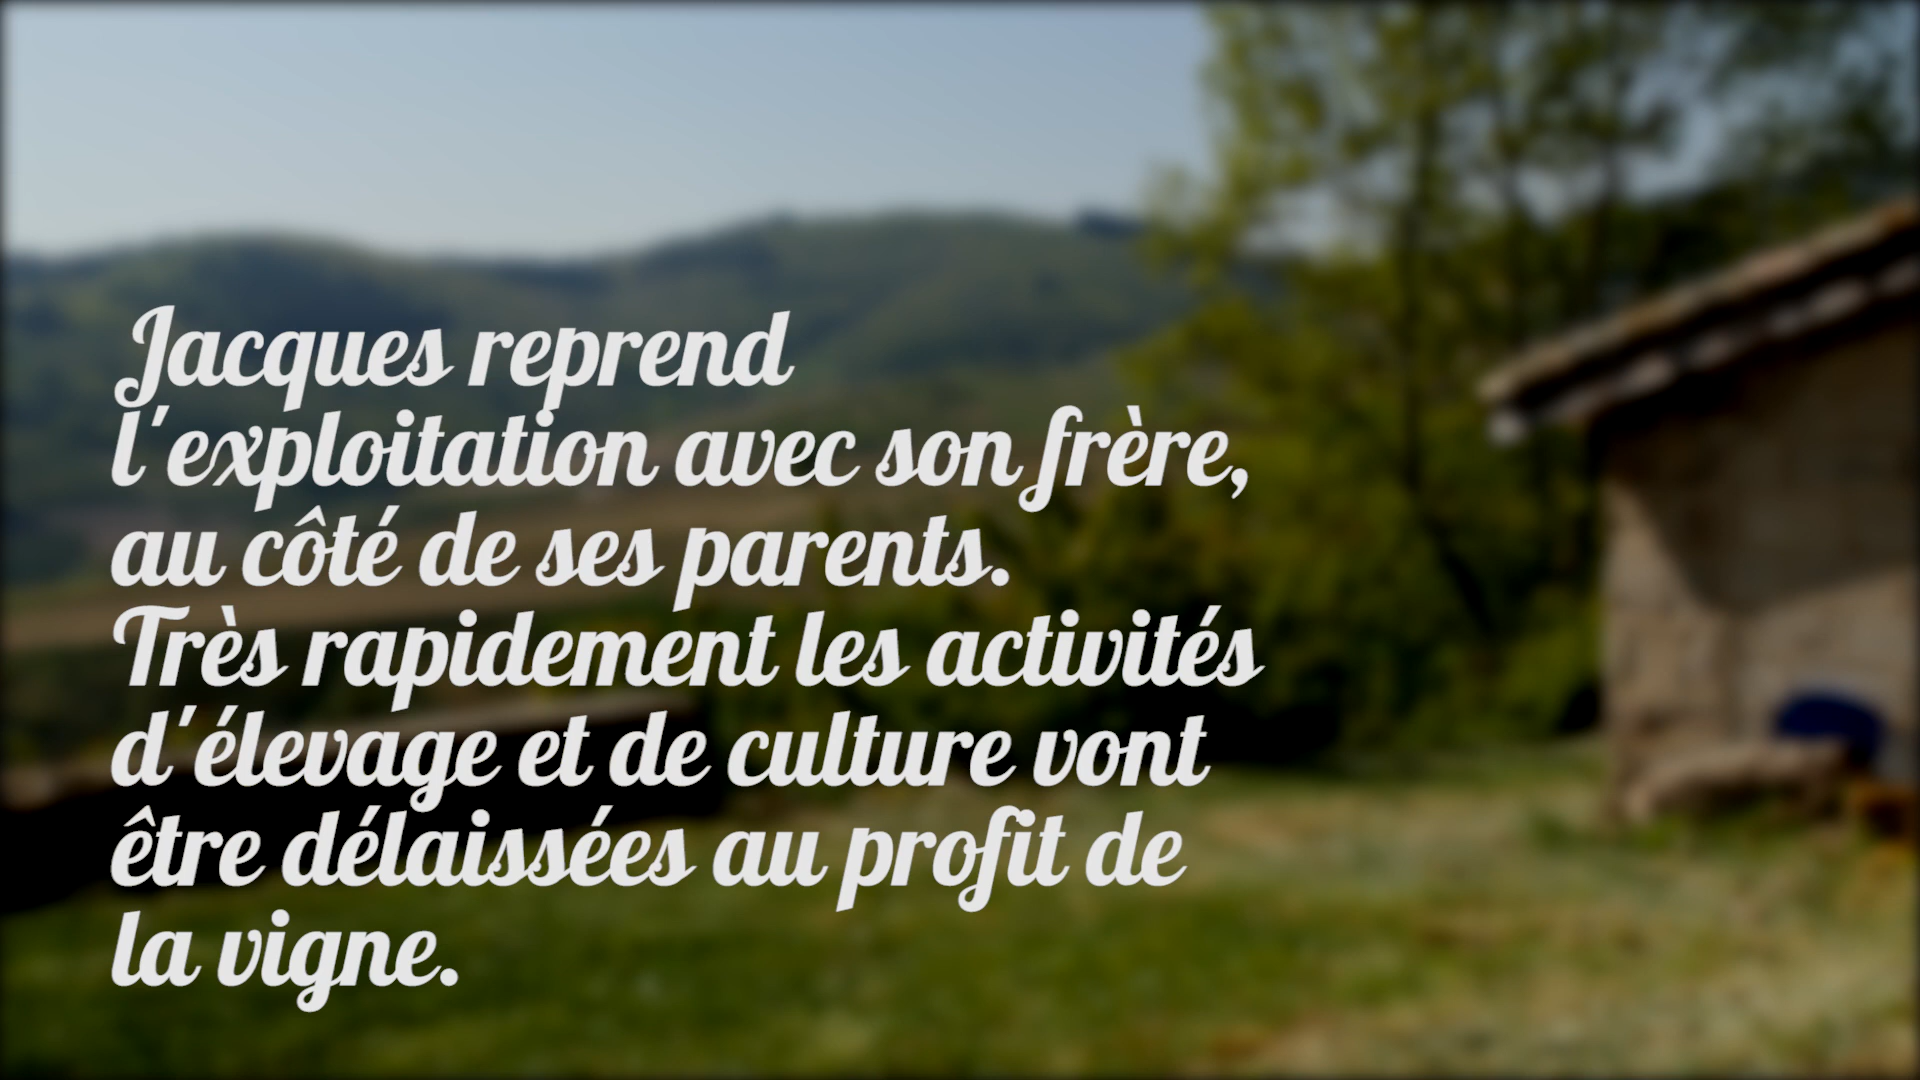 Jacques reprend
l'exploitation avec son frère,
au côté de ses parents.
Très rapidement les activités
d'élevage et de culture vont
être délaissées au profit de
la vigne.